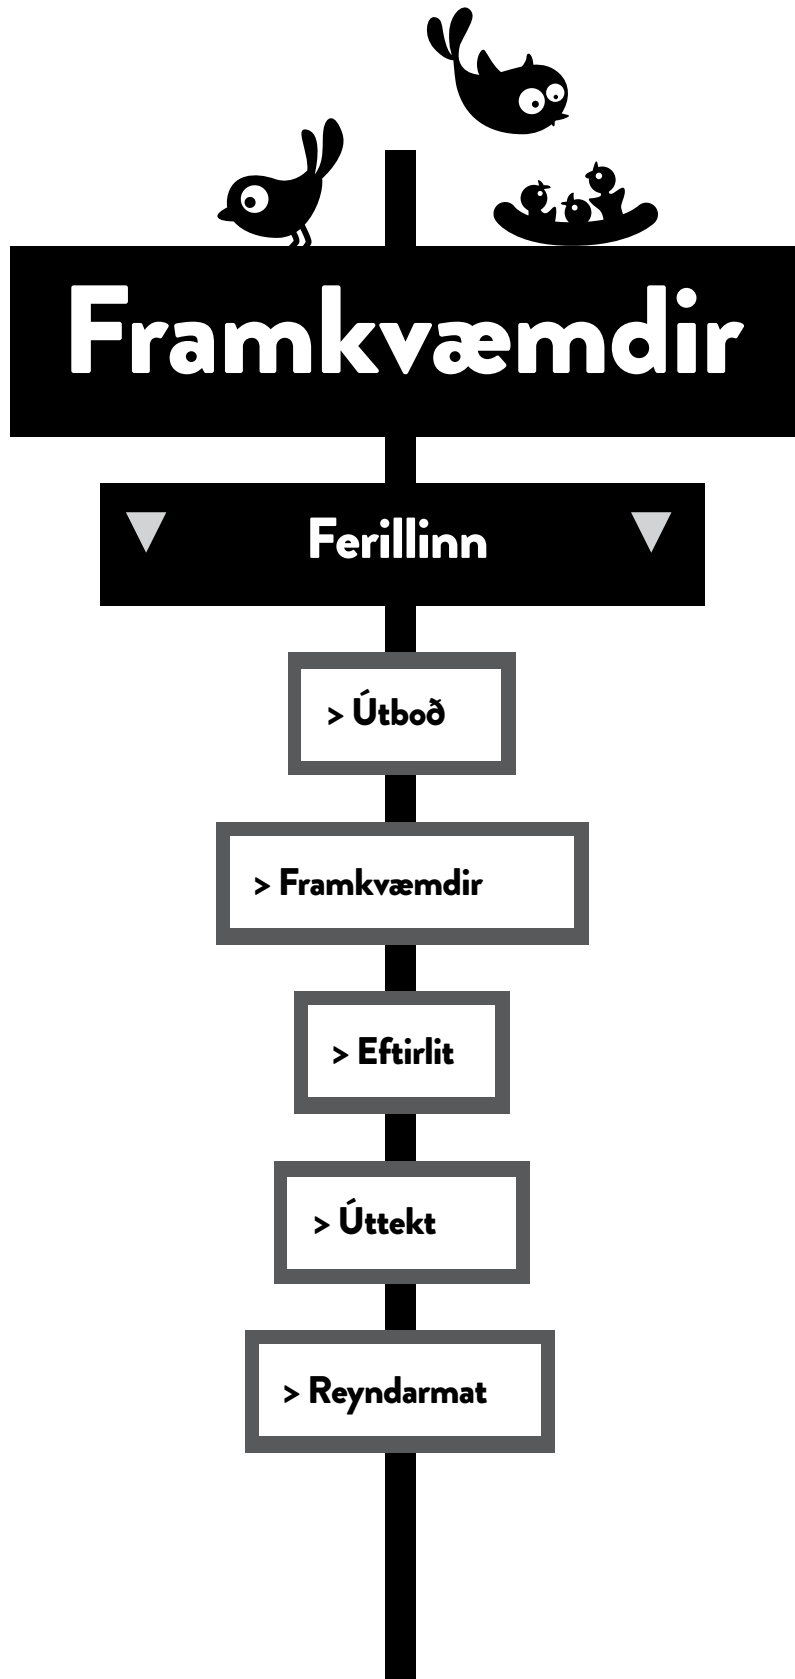 Framkvæmdir
Ferillinn
> Útboð
> Framkvæmdir
> Eftirlit
> Úttekt
> Reyndarmat